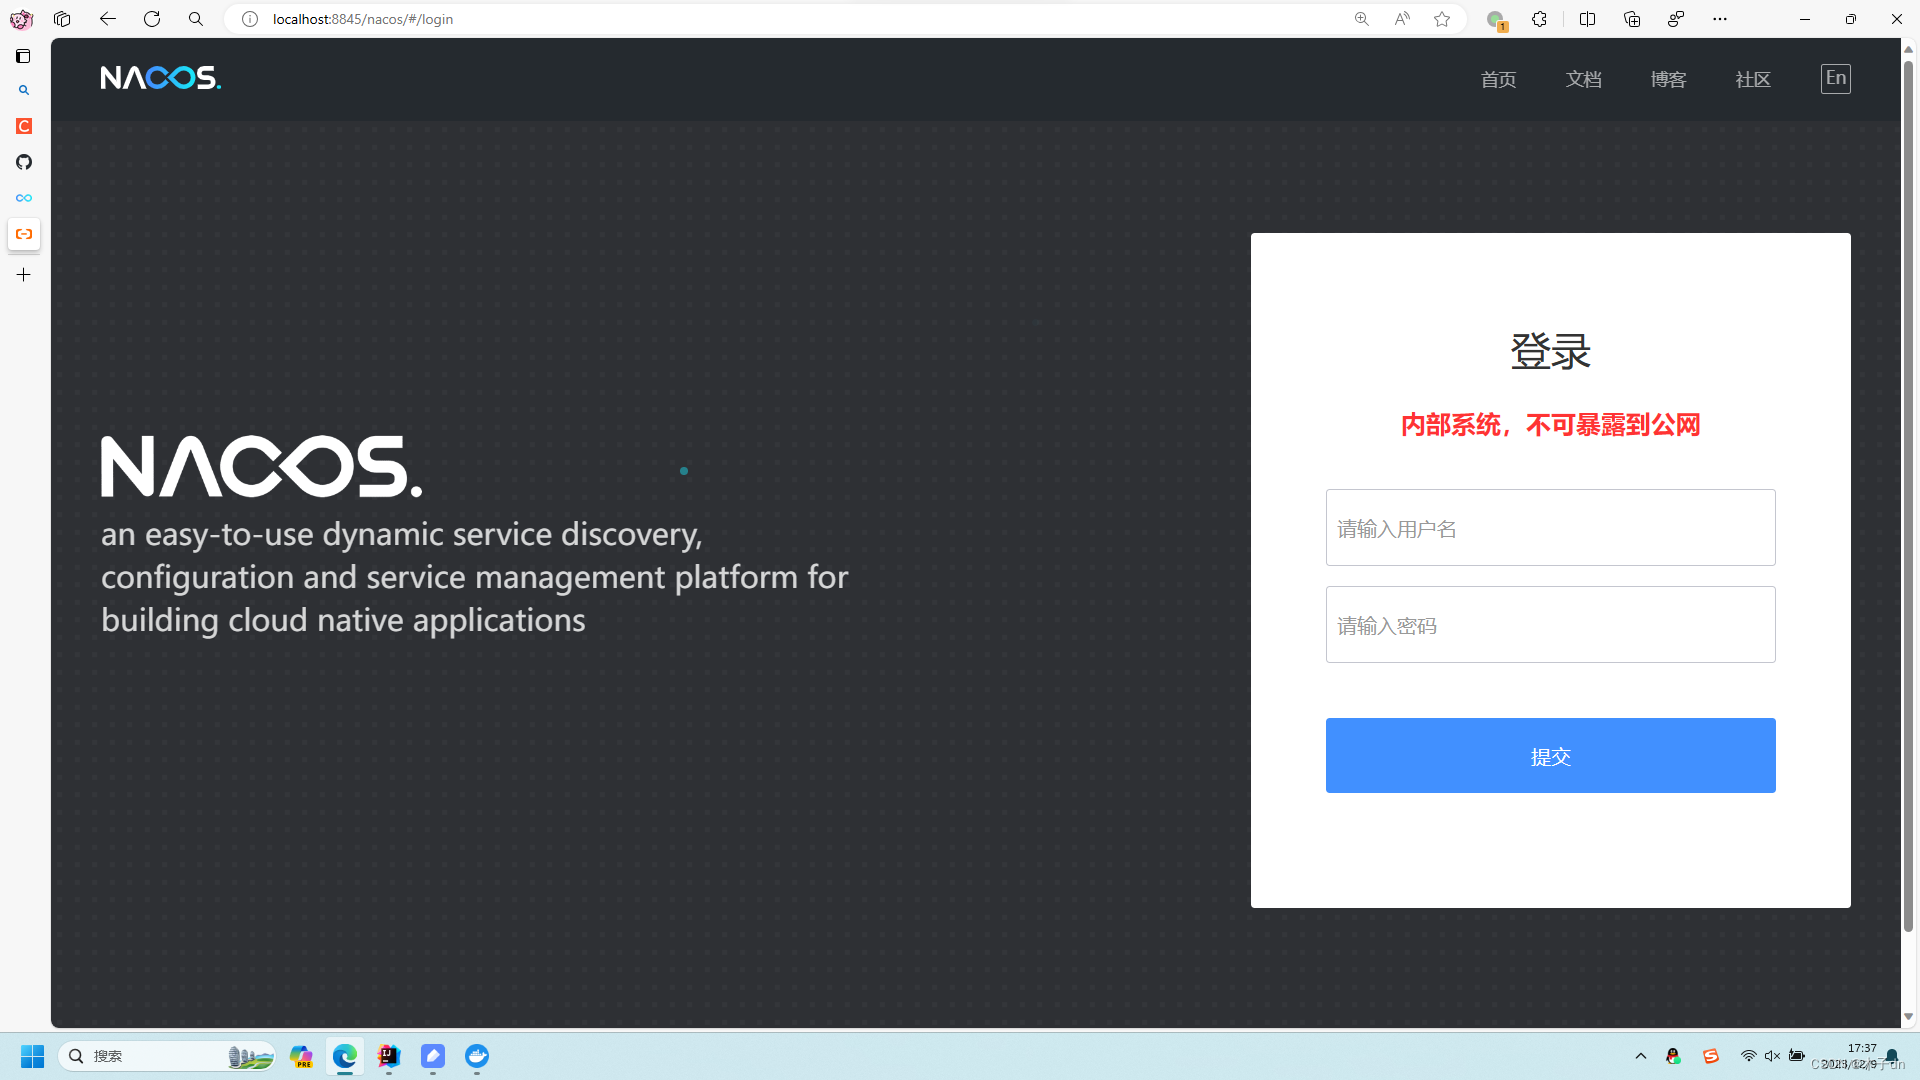 localhost:8845/nacos/#/login
1
NACOS.
首页
文档
博客
社区
En
NACOS.
an easy-to-use dynamic service discovery,
configuration and service management platform for
building cloud native applications
登录
内部系统，不可暴露到公网
请输入用户名
请输入密码
提交
搜索
PRE
17:37
2023/12/9